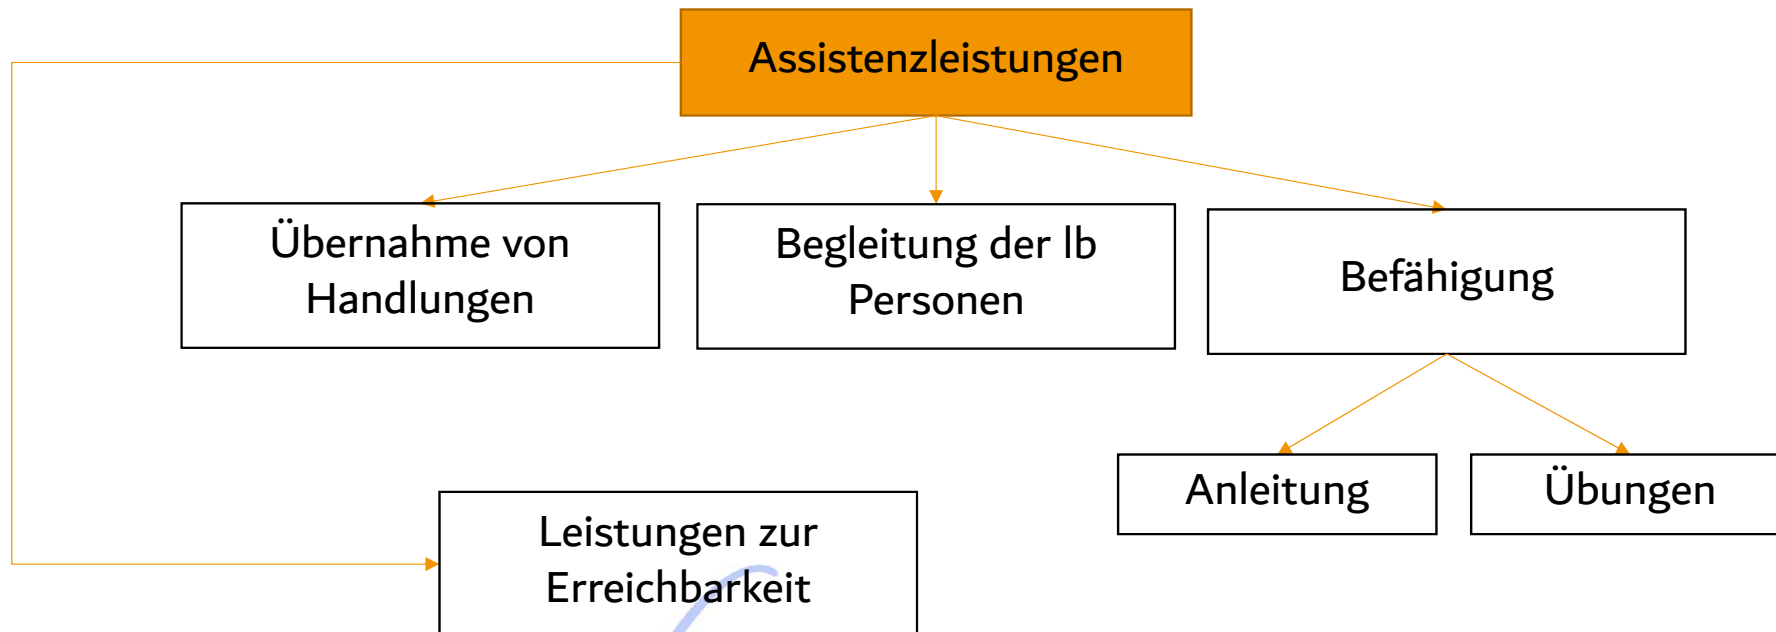 Assistenzleistungen
Übernahme von
Handlungen
Begleitung der lb
Personen
Befähigung
Anleitung
Übungen
Leistungen zur
Erreichbarkeit